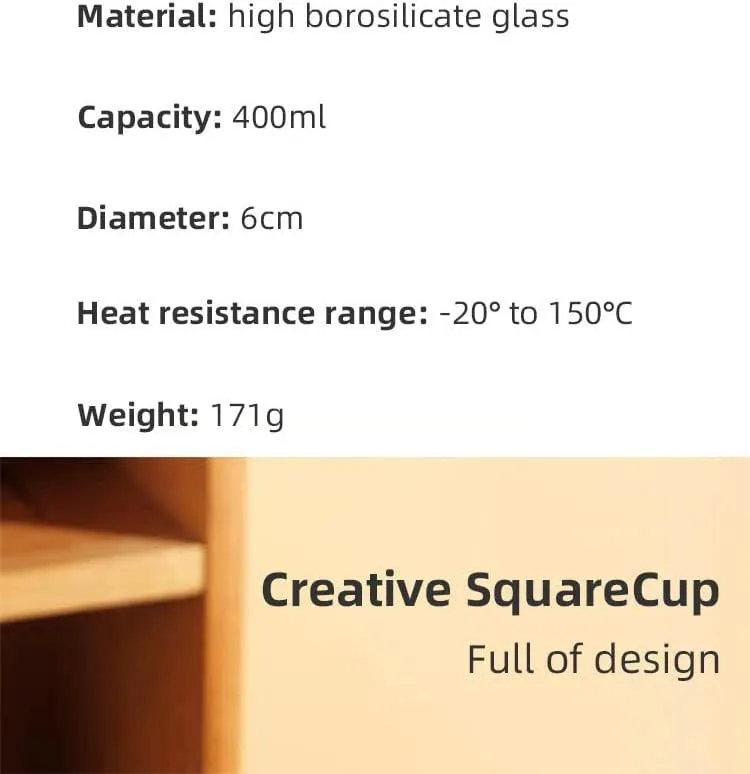 Material: high borosilicate glass
Capacity: 400ml
Diameter: 6cm
Heat resistance range: -20° to 150℃
Weight: 171g
Creative SquareCup
Full of design